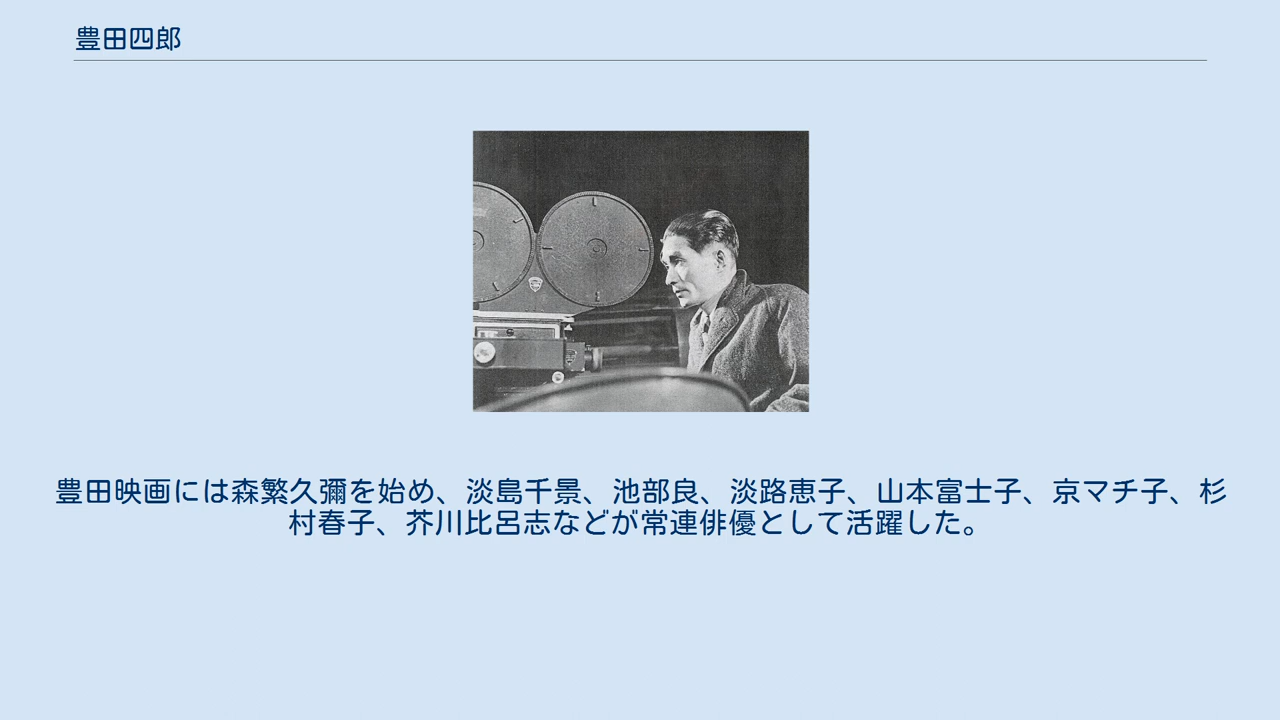 豊田四郎
豊田映画には森繁久彌を始め、淡島千景、池部良、淡路恵子、山本富士子、京マチ子、杉
村春子、芥川比呂志などが常連俳優として活躍した。